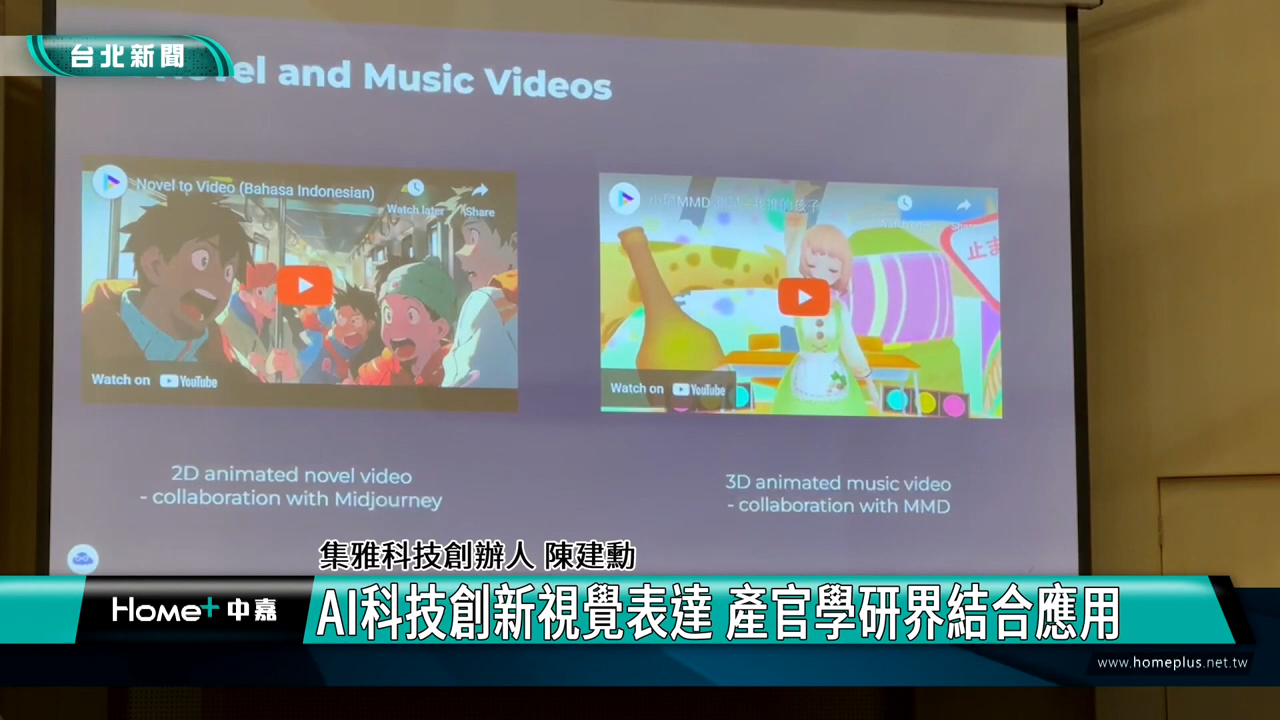 台北新聞
Novel and Music Videos
Novel to Video (Bahasa Indonesian)
Watch later
Share
Watch on YouTube
止ま
Watch on YouTube
2D animated novel video
- collaboration with Midjourney
3D animated music video
- collaboration with MMD
集雅科技創辦人 陳建勳
Home+ 中嘉
AI科技創新視覺表達 產官學研界結合應用
www.homeplus.net.tw